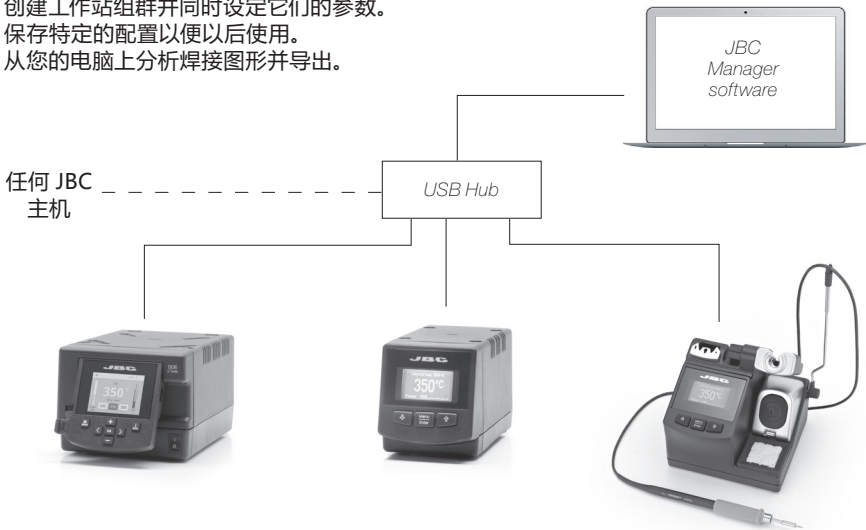 创建工作站组群并同时设定它们的参数。
保存特定的配置以便以后使用。
从您的电脑上分析焊接图形并导出。
JBC
Manager
software
任何 JBC
主机
USB Hub
JBC
350
JBC
350°C
JBC
350°C